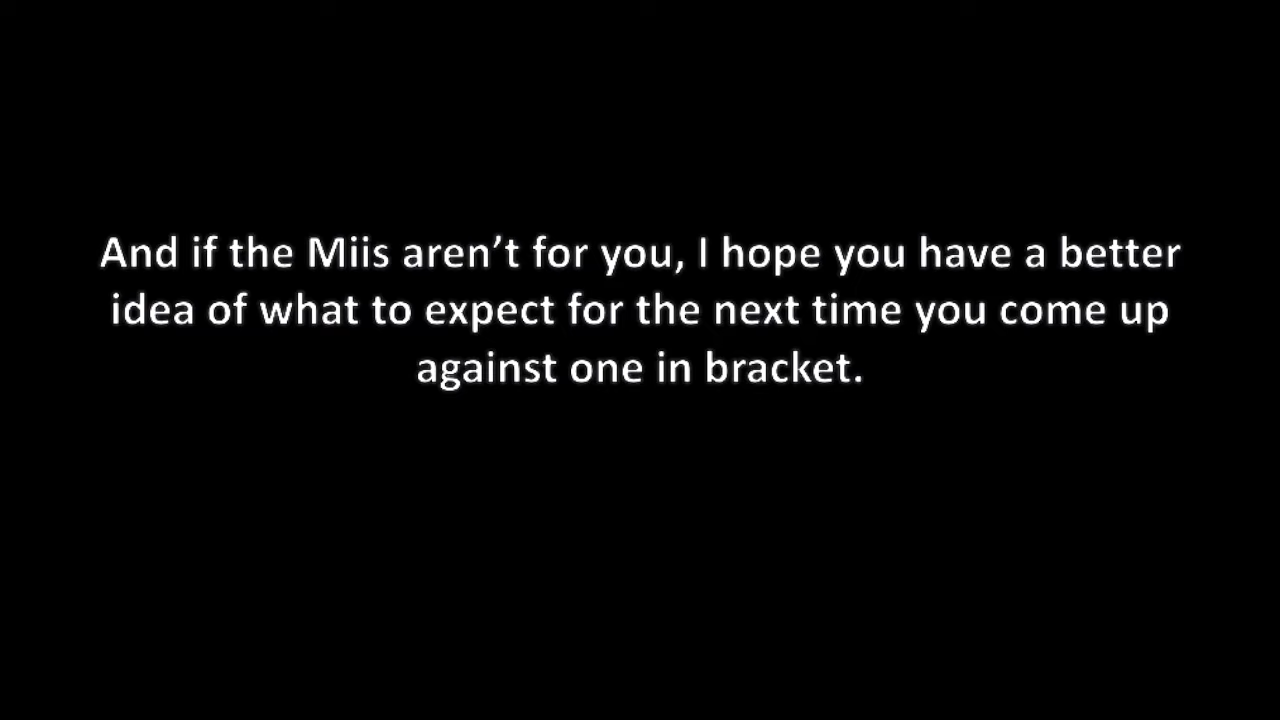 And if the Miis aren’t for you, I hope you have a better
idea of what to expect for the next time you come up
against one in bracket.